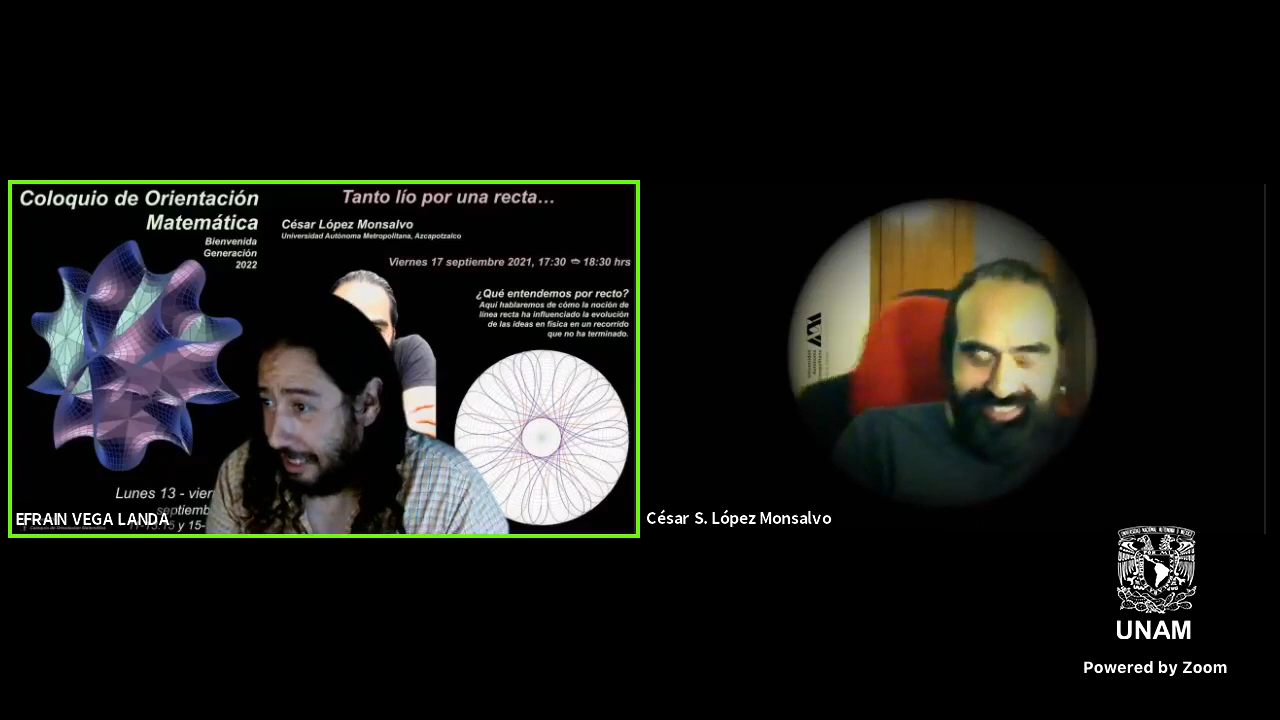 Coloquio de Orientación
Matemática
Bienvenida
Generación
2022
Tanto lío por una recta…
César López Monsalvo
Universidad Autónoma Metropolitana, Azcapotzalco
Viernes 17 septiembre 2021, 17:30 18:30 hrs
¿Qué entendemos por recto?
Aquí hablaremos de cómo la noción de
línea recta ha influenciado la evolución
de las ideas en física en un recorrido
que no ha terminado.
Lunes 13 - vier
septiemb
y 15-
EFRAIN VEGA LANDA
César S. López Monsalvo
UNAM
Powered by Zoom